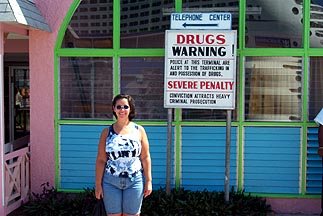 TELEPHONE CENTER
DRUGS
WARNING
POLICE AT THIS TERMINAL ARE
ALERT TO THE TRAFFICKING IN
AND POSSESSION OF DRUGS.
SEVERE PENALTY
CONVICTION ATTRACTS HEAVY
CRIMINAL PROSECUTION